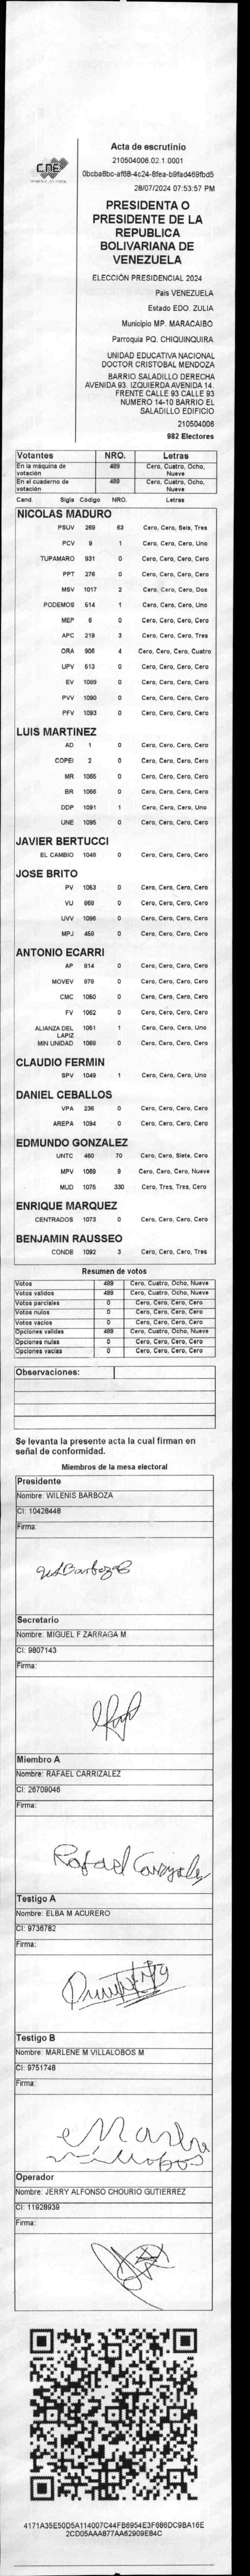 CNE
Acta de escrutinio
210504006.02.1.0001
0bcba8bc-af68-4c24-8fea-b9fad469fbd5
28/07/2024 07:53:57 PM
PRESIDENTA O
PRESIDENTE DE LA
REPUBLICA
BOLIVARIANA DE
VENEZUELA
ELECCIÓN PRESIDENCIAL 2024
País VENEZUELA
Estado EDO. ZULIA
Municipio MP. MARACAIBO
Parroquia PQ. CHIQUINQUIRA
UNIDAD EDUCATIVA NACIONAL
DOCTOR CRISTOBAL MENDOZA
BARRIO SALADILLO DERECHA
AVENIDA 93. IZQUIERDA AVENIDA 14.
FRENTE CALLE 93 CALLE 93
NUMERO 14-10 BARRIO EL
SALADILLO EDIFICIO
210504006
982 Electores
Votantes NRO. Letras
En la máquina de votación 489 Cero, Cuatro, Ocho, Nueve
En el cuaderno de votación 489 Cero, Cuatro, Ocho, Nueve
Cand. Sigla Código NRO. Letras
NICOLAS MADURO
PSUV 269 63 Cero, Cero, Seis, Tres
PCV 9 1 Cero, Cero, Cero, Uno
TUPAMARO 931 0 Cero, Cero, Cero, Cero
PPT 276 0 Cero, Cero, Cero, Cero
MSV 1017 2 Cero, Cero, Cero, Dos
PODEMOS 514 1 Cero, Cero, Cero, Uno
MEP 6 0 Cero, Cero, Cero, Cero
APC 219 3 Cero, Cero, Cero, Tres
ORA 906 4 Cero, Cero, Cero, Cuatro
UPV 513 0 Cero, Cero, Cero, Cero
EV 1089 0 Cero, Cero, Cero, Cero
PVV 1090 0 Cero, Cero, Cero, Cero
PFV 1093 0 Cero, Cero, Cero, Cero
LUIS MARTINEZ
AD 1 0 Cero, Cero, Cero, Cero
COPEI 2 0 Cero, Cero, Cero, Cero
MR 1065 0 Cero, Cero, Cero, Cero
BR 1066 0 Cero, Cero, Cero, Cero
DDP 1091 1 Cero, Cero, Cero, Uno
UNE 1095 0 Cero, Cero, Cero, Cero
JAVIER BERTUCCI
EL CAMBIO 1046 0 Cero, Cero, Cero, Cero
JOSE BRITO
PV 1053 0 Cero, Cero, Cero, Cero
VU 868 0 Cero, Cero, Cero, Cero
UVV 1096 0 Cero, Cero, Cero, Cero
MPJ 459 0 Cero, Cero, Cero, Cero
ANTONIO ECARRI
AP 814 0 Cero, Cero, Cero, Cero
MOVEV 878 0 Cero, Cero, Cero, Cero
CMC 1050 0 Cero, Cero, Cero, Cero
FV 1062 0 Cero, Cero, Cero, Cero
ALIANZA DEL LAPIZ 1051 1 Cero, Cero, Cero, Uno
MIN UNIDAD 1068 0 Cero, Cero, Cero, Cero
CLAUDIO FERMIN
SPV 1049 1 Cero, Cero, Cero, Uno
DANIEL CEBALLOS
VPA 236 0 Cero, Cero, Cero, Cero
AREPA 1094 0 Cero, Cero, Cero, Cero
EDMUNDO GONZALEZ
UNTC 460 70 Cero, Cero, Siete, Cero
MPV 1069 9 Cero, Cero, Cero, Nueve
MUD 1075 330 Cero, Tres, Tres, Cero
ENRIQUE MARQUEZ
CENTRADOS 1073 0 Cero, Cero, Cero, Cero
BENJAMIN RAUSSEO
CONDE 1092 3 Cero, Cero, Cero, Tres
Resumen de votos
Votos 489 Cero, Cuatro, Ocho, Nueve
Votos validos 489 Cero, Cuatro, Ocho, Nueve
Votos parciales 0 Cero, Cero, Cero, Cero
Votos nulos 0 Cero, Cero, Cero, Cero
Votos vacios 0 Cero, Cero, Cero, Cero
Opciones validas 489 Cero, Cuatro, Ocho, Nueve
Opciones nulas 0 Cero, Cero, Cero, Cero
Opciones vacias 0 Cero, Cero, Cero, Cero
Observaciones:
Se levanta la presente acta la cual firman en
señal de conformidad.
Miembros de la mesa electoral
Presidente
Nombre: WILENIS BARBOZA
CI: 10428448
Firma:
Secretario
Nombre: MIGUEL F ZARRAGA M
CI: 9807143
Firma:
Miembro A
Nombre: RAFAEL CARRIZALEZ
CI: 26709046
Firma:
Rafael Carrizalez
Testigo A
Nombre: ELBA M ACURERO
CI: 9736782
Firma:
Testigo B
Nombre: MARLENE M VILLALOBOS M
CI: 9751748
Firma:
Marlene
Villalobos
Operador
Nombre: JERRY ALFONSO CHOURIO GUTIERREZ
CI: 11928939
Firma:
4171A35E50D5A114007C44FB6954E3F686DC9BA16E
2CD05AAA877AA62909E84C